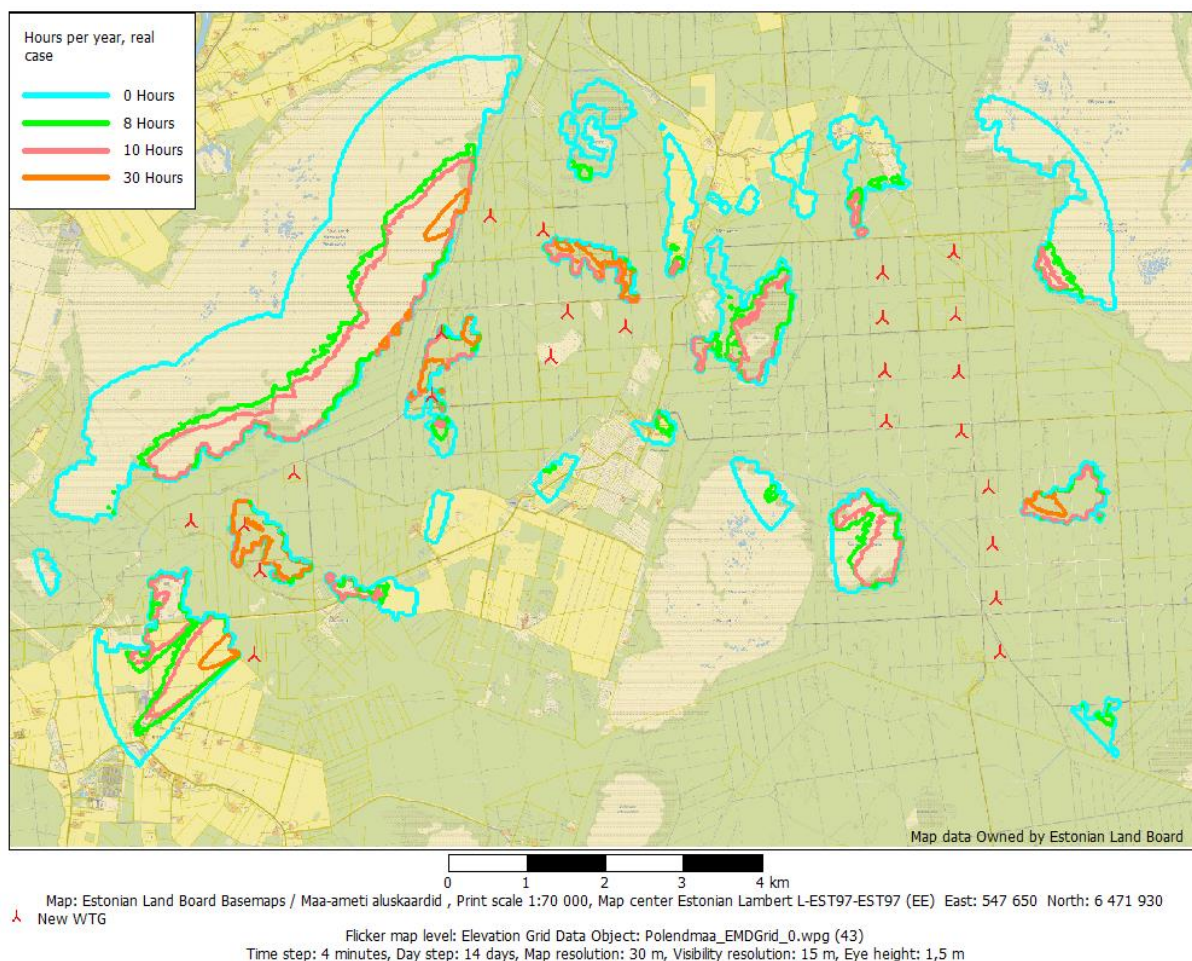 Hours per year, real
case
0 Hours
8 Hours
10 Hours
30 Hours
Map data Owned by Estonian Land Board
0 1 2 3 4 km
Map: Estonian Land Board Basemaps / Maa-ameti aluskaardid , Print scale 1:70 000, Map center Estonian Lambert L-EST97-EST97 (EE) East: 547 650 North: 6 471 930
New WTG
Flicker map level: Elevation Grid Data Object: Polendmaa_EMDGrid_0.wpg (43)
Time step: 4 minutes, Day step: 14 days, Map resolution: 30 m, Visibility resolution: 15 m, Eye height: 1,5 m